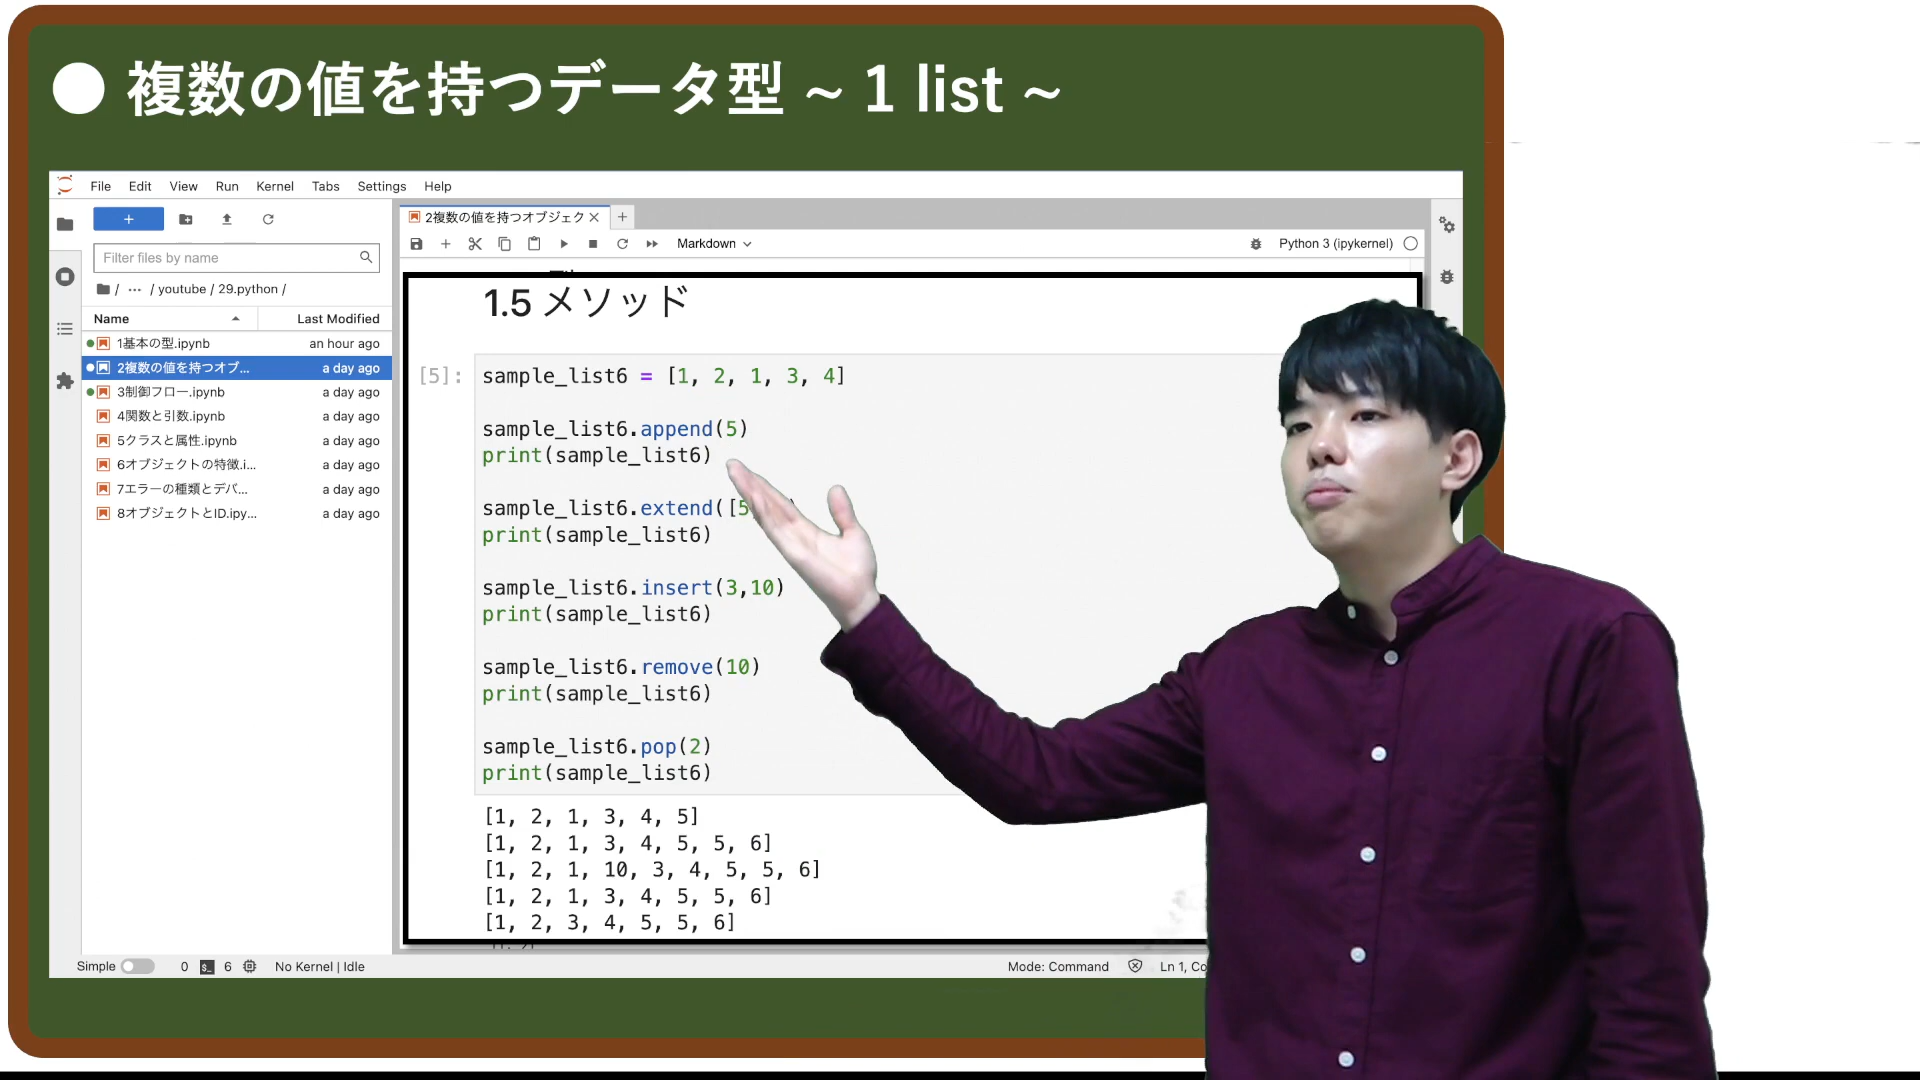 複数の値を持つデータ型 ~ 1 list ~
File Edit View Run Kernel Tabs Settings Help
+
2複数の値を持つオブジェク
Filter files by name
Markdown
Python 3 (ipykernel)
/ ··· / youtube / 29.python /
Name Last Modified
1基本の型.ipynb an hour ago
2複数の値を持つオブ... a day ago
3制御フロー.ipynb a day ago
4関数と引数.ipynb a day ago
5クラスと属性.ipynb a day ago
6オブジェクトの特徴.i... a day ago
7エラーの種類とデバ... a day ago
8オブジェクトとID.ipy... a day ago
1.5 メソッド
[5]: sample_list6 = [1, 2, 1, 3, 4]
sample_list6.append(5)
print(sample_list6)
sample_list6.extend([5
print(sample_list6)
sample_list6.insert(3,10)
print(sample_list6)
sample_list6.remove(10)
print(sample_list6)
sample_list6.pop(2)
print(sample_list6)
[1, 2, 1, 3, 4, 5]
[1, 2, 1, 3, 4, 5, 5, 6]
[1, 2, 1, 10, 3, 4, 5, 5, 6]
[1, 2, 1, 3, 4, 5, 5, 6]
[1, 2, 3, 4, 5, 5, 6]
Simple 0 6 No Kernel | Idle Mode: Command Ln 1, Co